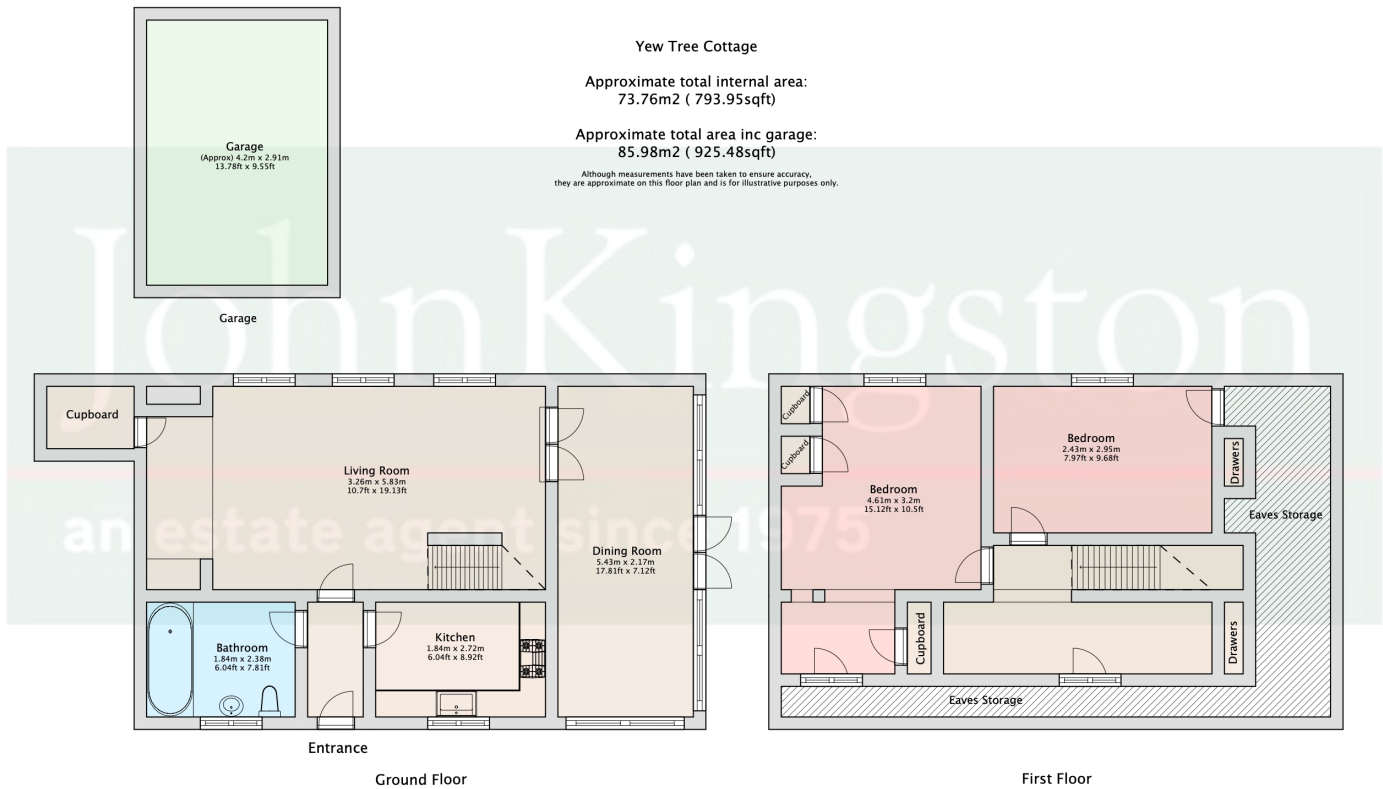 Yew Tree Cottage
Approximate total internal area:
73.76m2 ( 793.95sqft)
Approximate total area inc garage:
85.98m2 ( 925.48sqft)
Although measurements have been taken to ensure accuracy,
they are approximate on this floor plan and is for illustrative purposes only.
Garage
(Approx) 4.2m x 2.91m
13.78ft x 9.55ft
Garage
JohnKingston
an estate agent since 1975
Cupboard
Living Room
3.26m x 5.83m
10.7ft x 19.13ft
Dining Room
5.43m x 2.17m
17.81ft x 7.12ft
Bathroom
1.84m x 2.38m
6.04ft x 7.81ft
Kitchen
1.84m x 2.72m
6.04ft x 8.92ft
Entrance
Ground Floor
Cupboard
Cupboard
Bedroom
4.61m x 3.2m
15.12ft x 10.5ft
Bedroom
2.43m x 2.95m
7.97ft x 9.68ft
Drawers
Eaves Storage
Cupboard
Drawers
Eaves Storage
First Floor